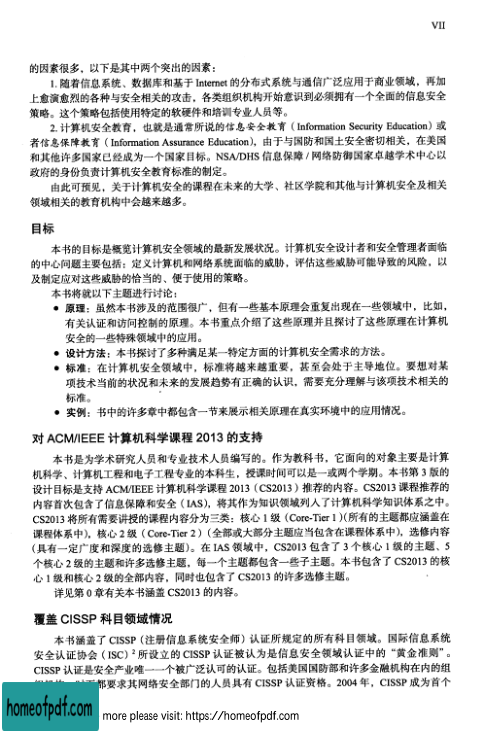 VII
的因素很多，以下是其中两个突出的因素：
1. 随着信息系统、数据库和基于 Internet 的分布式系统与通信广泛应用于商业领域，再加
上愈演愈烈的各种与安全相关的攻击，各类组织机构开始意识到必须拥有一个全面的信息安全
策略。这个策略包括使用特定的软硬件和培训专业人员等。
2. 计算机安全教育，也就是通常所说的信息安全教育（Information Security Education）或
者信息保障教育（Information Assurance Education)，由于与国防和国土安全密切相关，在美国
和其他许多国家已经成为一个国家目标。NSA/DHS 信息保障 / 网络防御国家卓越学术中心以
政府的身份负责计算机安全教育标准的制定。
由此可预见，关于计算机安全的课程在未来的大学、社区学院和其他与计算机安全及相关
领域相关的教育机构中会越来越多。
目标
本书的目标是概览计算机安全领域的最新发展状况。计算机安全设计者和安全管理者面临
的中心问题主要包括：定义计算机和网络系统面临的威胁，评估这些威胁可能导致的风险，以
及制定应对这些威胁的恰当的、便于使用的策略。
本书将就以下主题进行讨论：
● 原理：虽然本书涉及的范围很广，但有一些基本原理会重复出现在一些领域中，比如，
有关认证和访问控制的原理。本书重点介绍了这些原理并且探讨了这些原理在计算机
安全的一些特殊领域中的应用。
● 设计方法：本书探讨了多种满足某一特定方面的计算机安全需求的方法。
● 标准：在计算机安全领域中，标准将越来越重要，甚至会处于主导地位。要想对某
项技术当前的状况和未来的发展趋势有正确的认识，需要充分理解与该项技术相关的
标准。
● 实例：书中的许多章中都包含一节来展示相关原理在真实环境中的应用情况。
对 ACM/IEEE 计算机科学课程 2013 的支持
本书是为学术研究人员和专业技术人员编写的。作为教科书，它面向的对象主要是计算
机科学、计算机工程和电子工程专业的本科生，授课时间可以是一或两个学期。本书第 3 版的
设计目标是支持 ACM/IEEE 计算机科学课程 2013（CS2013）推荐的内容。CS2013 课程推荐的
内容首次包含了信息保障和安全（IAS)，将其作为知识领域列入了计算机科学知识体系之中。
CS2013 将所有需要讲授的课程内容分为三类：核心 1 级（Core-Tier 1）(所有的主题都应涵盖在
课程体系中)，核心 2 级（Core-Tier 2）(全部或大部分主题应当包含在课程体系中)，选修内容
(具有一定广度和深度的选修主题)。在 IAS 领域中，CS2013 包含了 3 个核心 1 级的主题、5
个核心 2 级的主题和许多选修主题，每一个主题都包含一些子主题。本书包含了 CS2013 的核
心 1 级和核心 2 级的全部内容，同时也包含了 CS2013 的许多选修主题。
详见第 0 章有关本书涵盖 CS2013 的内容。
覆盖 CISSP 科目领域情况
本书涵盖了 CISSP（注册信息系统安全师）认证所规定的所有科目领域。国际信息系统
安全认证协会（ISC）² 所设立的 CISSP 认证被认为是信息安全领域认证中的 “黄金准则”。
CISSP 认证是安全产业唯一一个被广泛认可的认证。包括美国国防部和许多金融机构在内的组
都要求其网络安全部门的人员具有 CISSP 认证资格。2004 年，CISSP 成为首个
homeofpdf.com
more please visit: https://homeofpdf.com